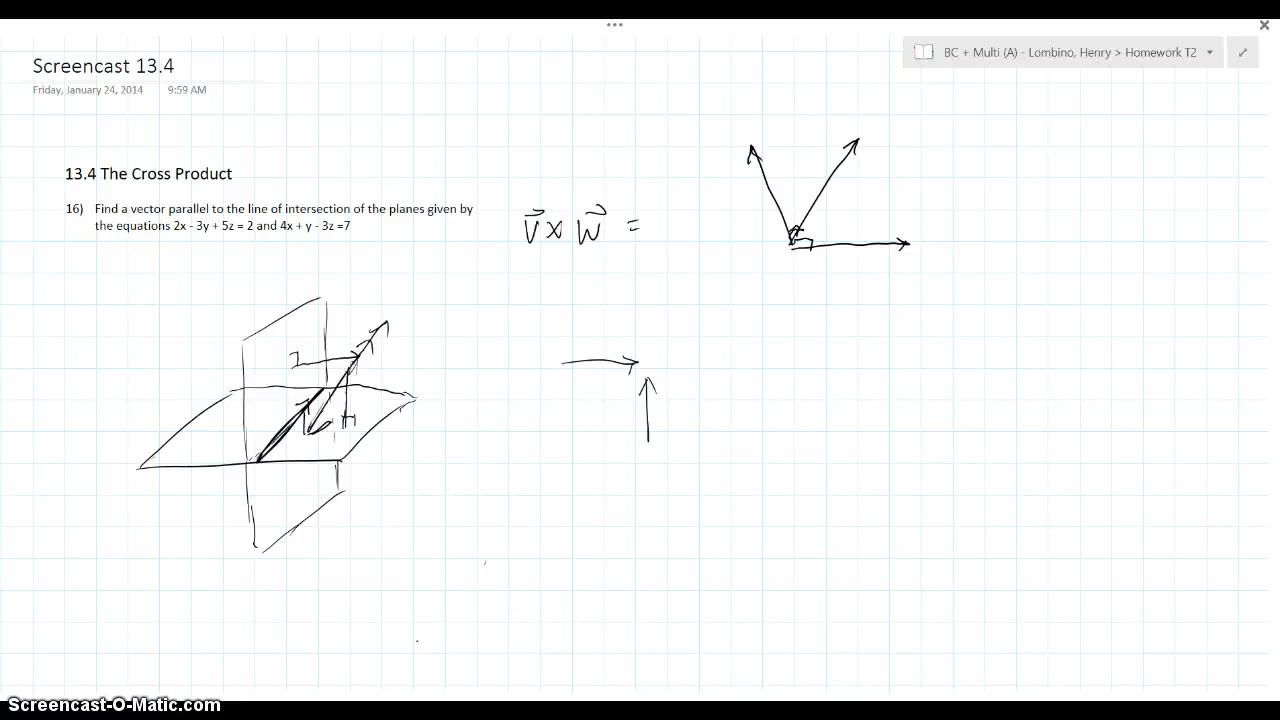 BC + Multi (A) - Lombino, Henry > Homework T2
Screencast 13.4
Friday, January 24, 2014 9:59 AM
13.4 The Cross Product
16) Find a vector parallel to the line of intersection of the planes given by
the equations 2x - 3y + 5z = 2 and 4x + y - 3z =7
v⃗ × w⃗ =
Screencast-O-Matic.com